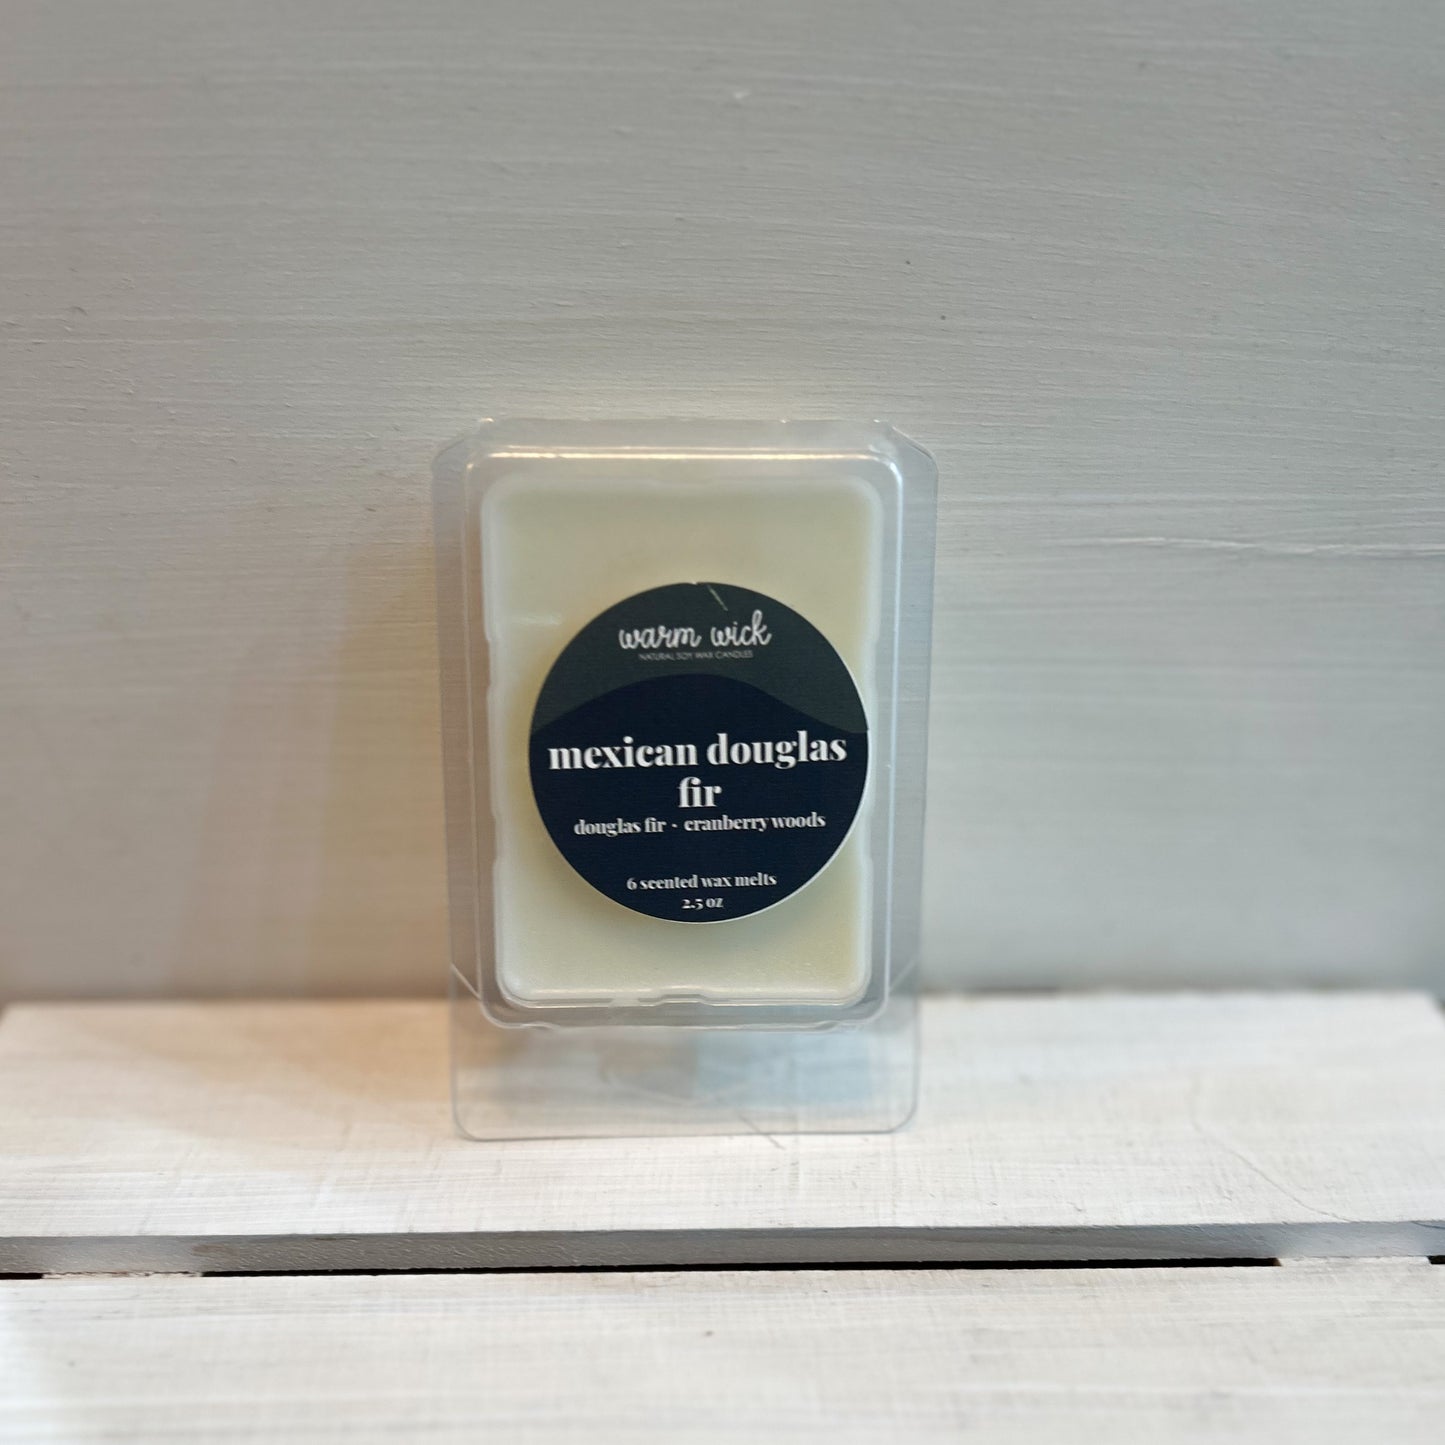 warm wick
NATURAL SOY WAX CANDLES
mexican douglas
fir
douglas fir • cranberry woods
6 scented wax melts
2.5 oz